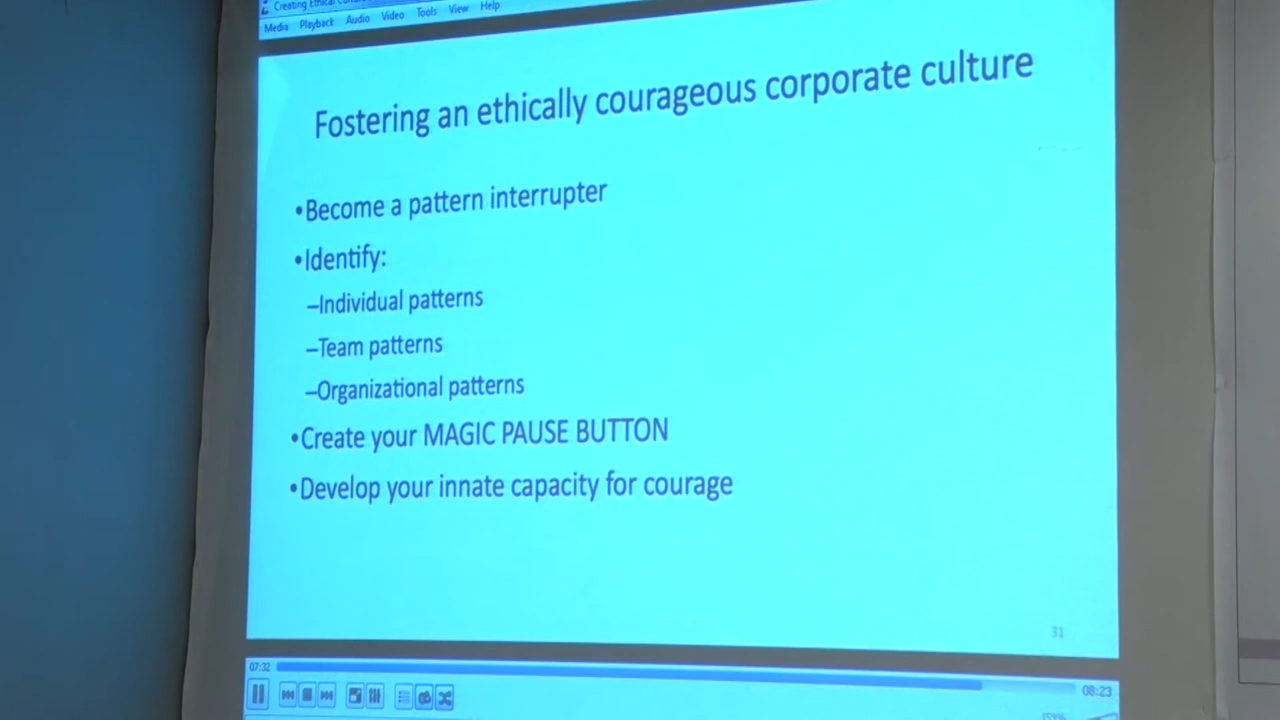 Creating Ethical
Media Playback Audio Video Tools View Help
Fostering an ethically courageous corporate culture
•Become a pattern interrupter
•Identify:
–Individual patterns
–Team patterns
–Organizational patterns
•Create your MAGIC PAUSE BUTTON
•Develop your innate capacity for courage
31
07:32
08:23